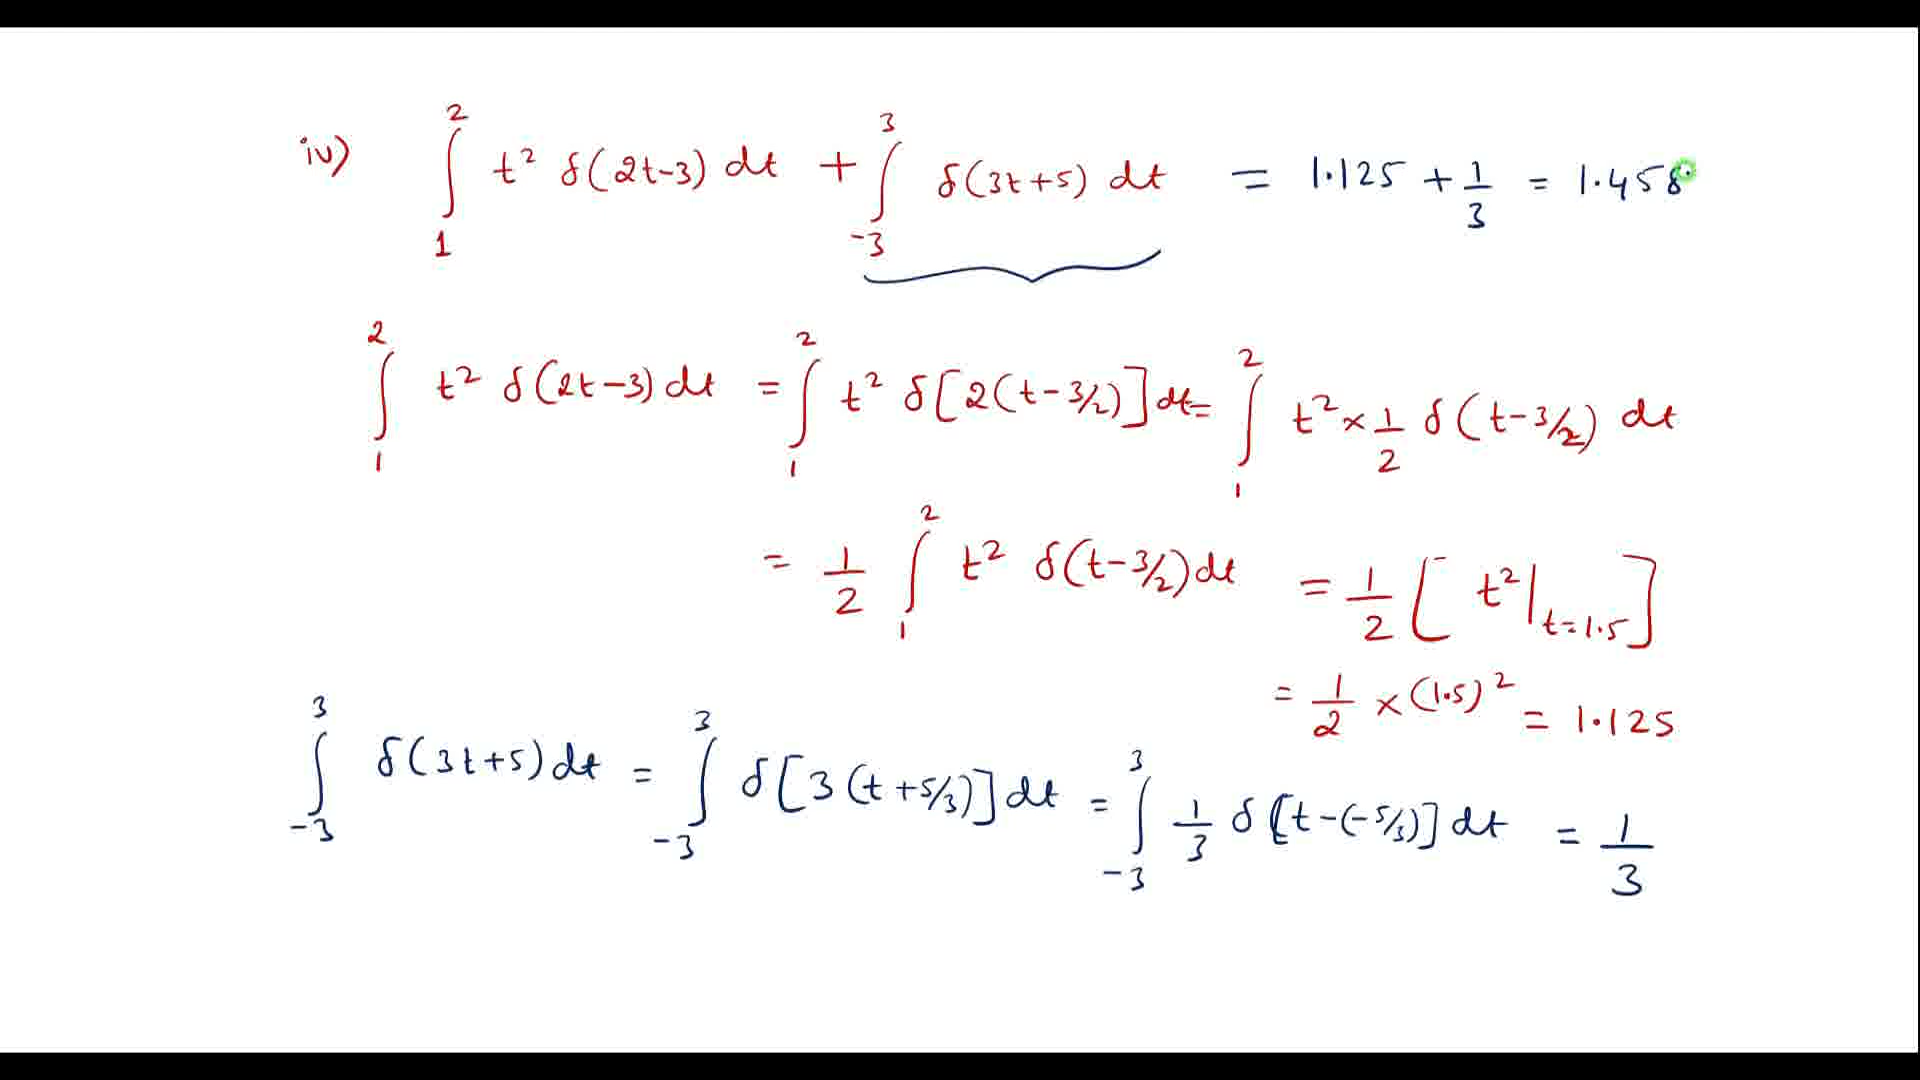 iv) ∫₁² t² δ(2t-3) dt + ∫₋₃³ δ(3t+5) dt = 1.125 + 1/3 = 1.458
∫₁² t² δ(2t-3) dt = ∫₁² t² δ[2(t-3/2)] dt = ∫₁² t² × 1/2 δ(t-3/2) dt
= 1/2 ∫₁² t² δ(t-3/2) dt = 1/2 [t²|t=1.5]
= 1/2 × (1.5)² = 1.125
∫₋₃³ δ(3t+5) dt = ∫₋₃³ δ[3(t+5/3)] dt = ∫₋₃³ 1/3 δ[t-(-5/3)] dt = 1/3